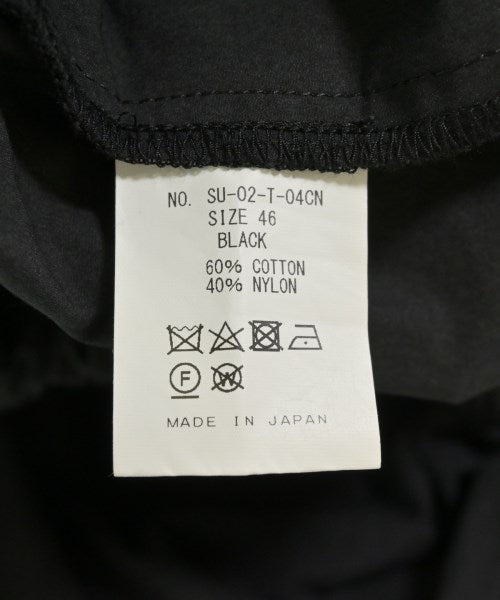 NO. SU-02-T-04CN
SIZE 46
BLACK
60% COTTON
40% NYLON
F W
MADE IN JAPAN